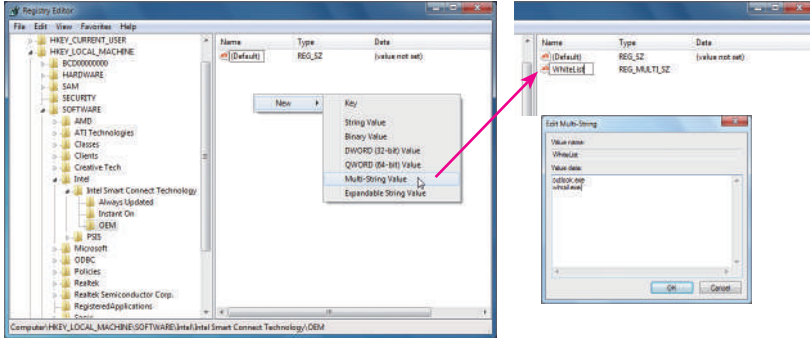 Registry Editor
File Edit View Favorites Help
HKEY_CURRENT_USER
HKEY_LOCAL_MACHINE
BCD00000000
HARDWARE
SAM
SECURITY
SOFTWARE
AMD
ATI Technologies
Classes
Clients
Creative Tech
Intel
Intel Smart Connect Technology
Always Updated
Instant On
OEM
PSIS
Microsoft
ODBC
Policies
Realtek
Realtek Semiconductor Corp.
RegisteredApplications
Name Type Data
(Default) REG_SZ (value not set)
New
Key
String Value
Binary Value
DWORD (32-bit) Value
QWORD (64-bit) Value
Multi-String Value
Expandable String Value
Computer\HKEY_LOCAL_MACHINE\SOFTWARE\Intel\Intel Smart Connect Technology\OEM
Name Type Data
(Default) REG_SZ (value not set)
WhiteList REG_MULTI_SZ
Edit Multi-String
Value name:
WhiteList
Value data:
outlook.exe
OK Cancel